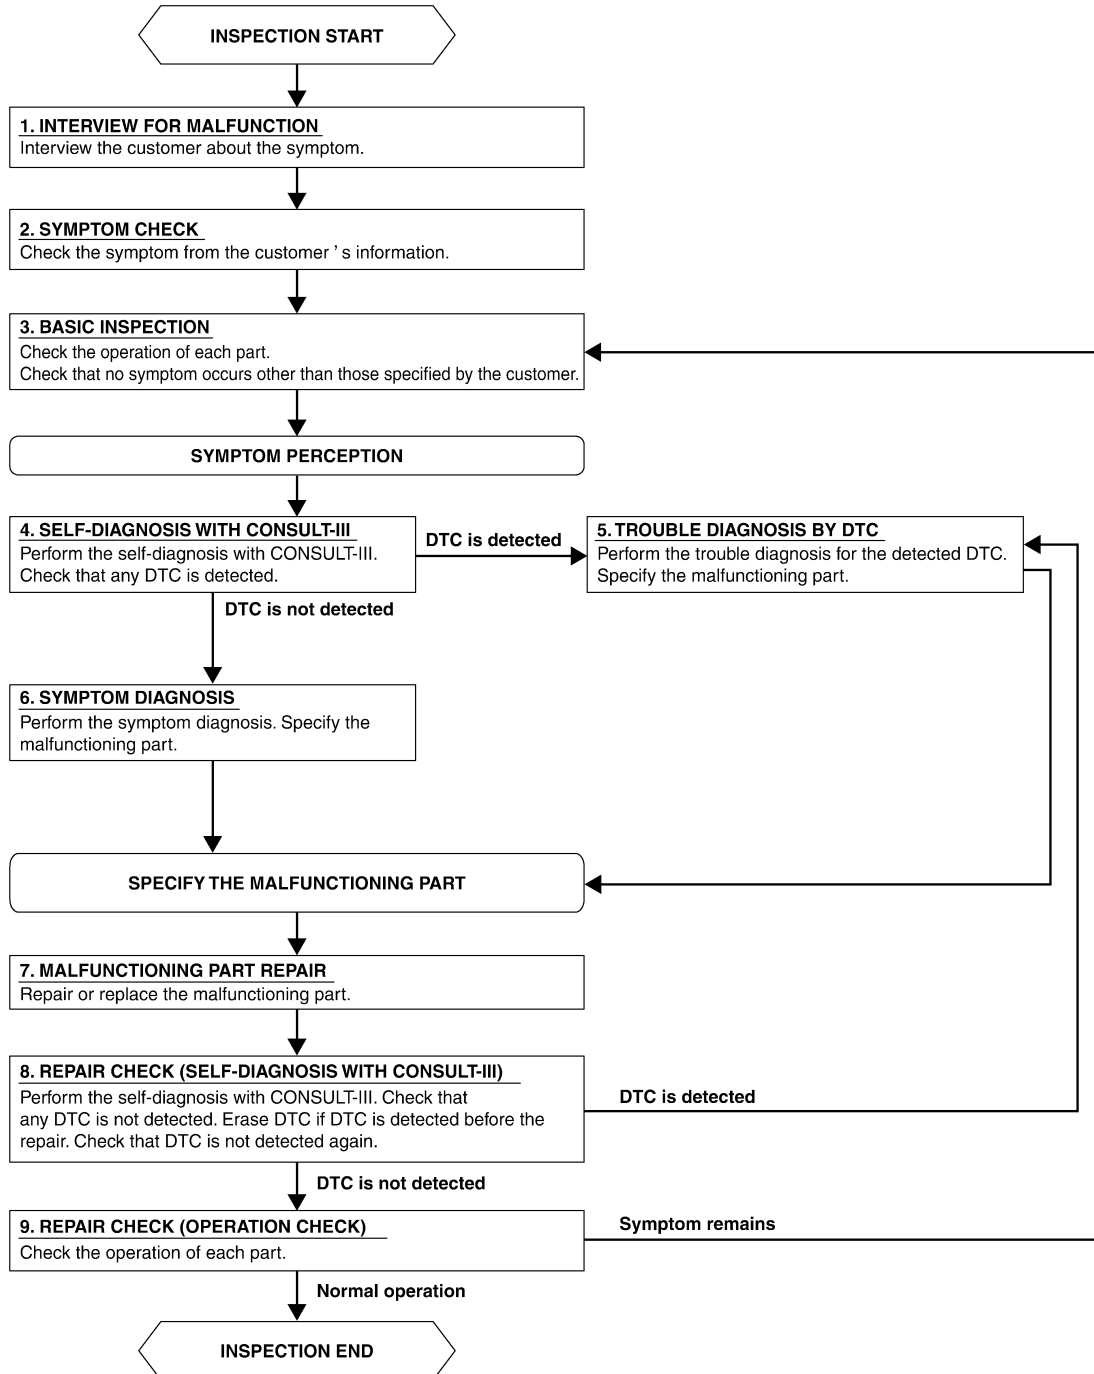 INSPECTION START
1. INTERVIEW FOR MALFUNCTION
Interview the customer about the symptom.
2. SYMPTOM CHECK
Check the symptom from the customer ’ s information.
3. BASIC INSPECTION
Check the operation of each part.
Check that no symptom occurs other than those specified by the customer.
SYMPTOM PERCEPTION
4. SELF-DIAGNOSIS WITH CONSULT-III
Perform the self-diagnosis with CONSULT-III.
Check that any DTC is detected.
DTC is detected
5. TROUBLE DIAGNOSIS BY DTC
Perform the trouble diagnosis for the detected DTC.
Specify the malfunctioning part.
DTC is not detected
6. SYMPTOM DIAGNOSIS
Perform the symptom diagnosis. Specify the
malfunctioning part.
SPECIFY THE MALFUNCTIONING PART
7. MALFUNCTIONING PART REPAIR
Repair or replace the malfunctioning part.
8. REPAIR CHECK (SELF-DIAGNOSIS WITH CONSULT-III)
Perform the self-diagnosis with CONSULT-III. Check that
any DTC is not detected. Erase DTC if DTC is detected before the
repair. Check that DTC is not detected again.
DTC is detected
DTC is not detected
9. REPAIR CHECK (OPERATION CHECK)
Check the operation of each part.
Symptom remains
Normal operation
INSPECTION END